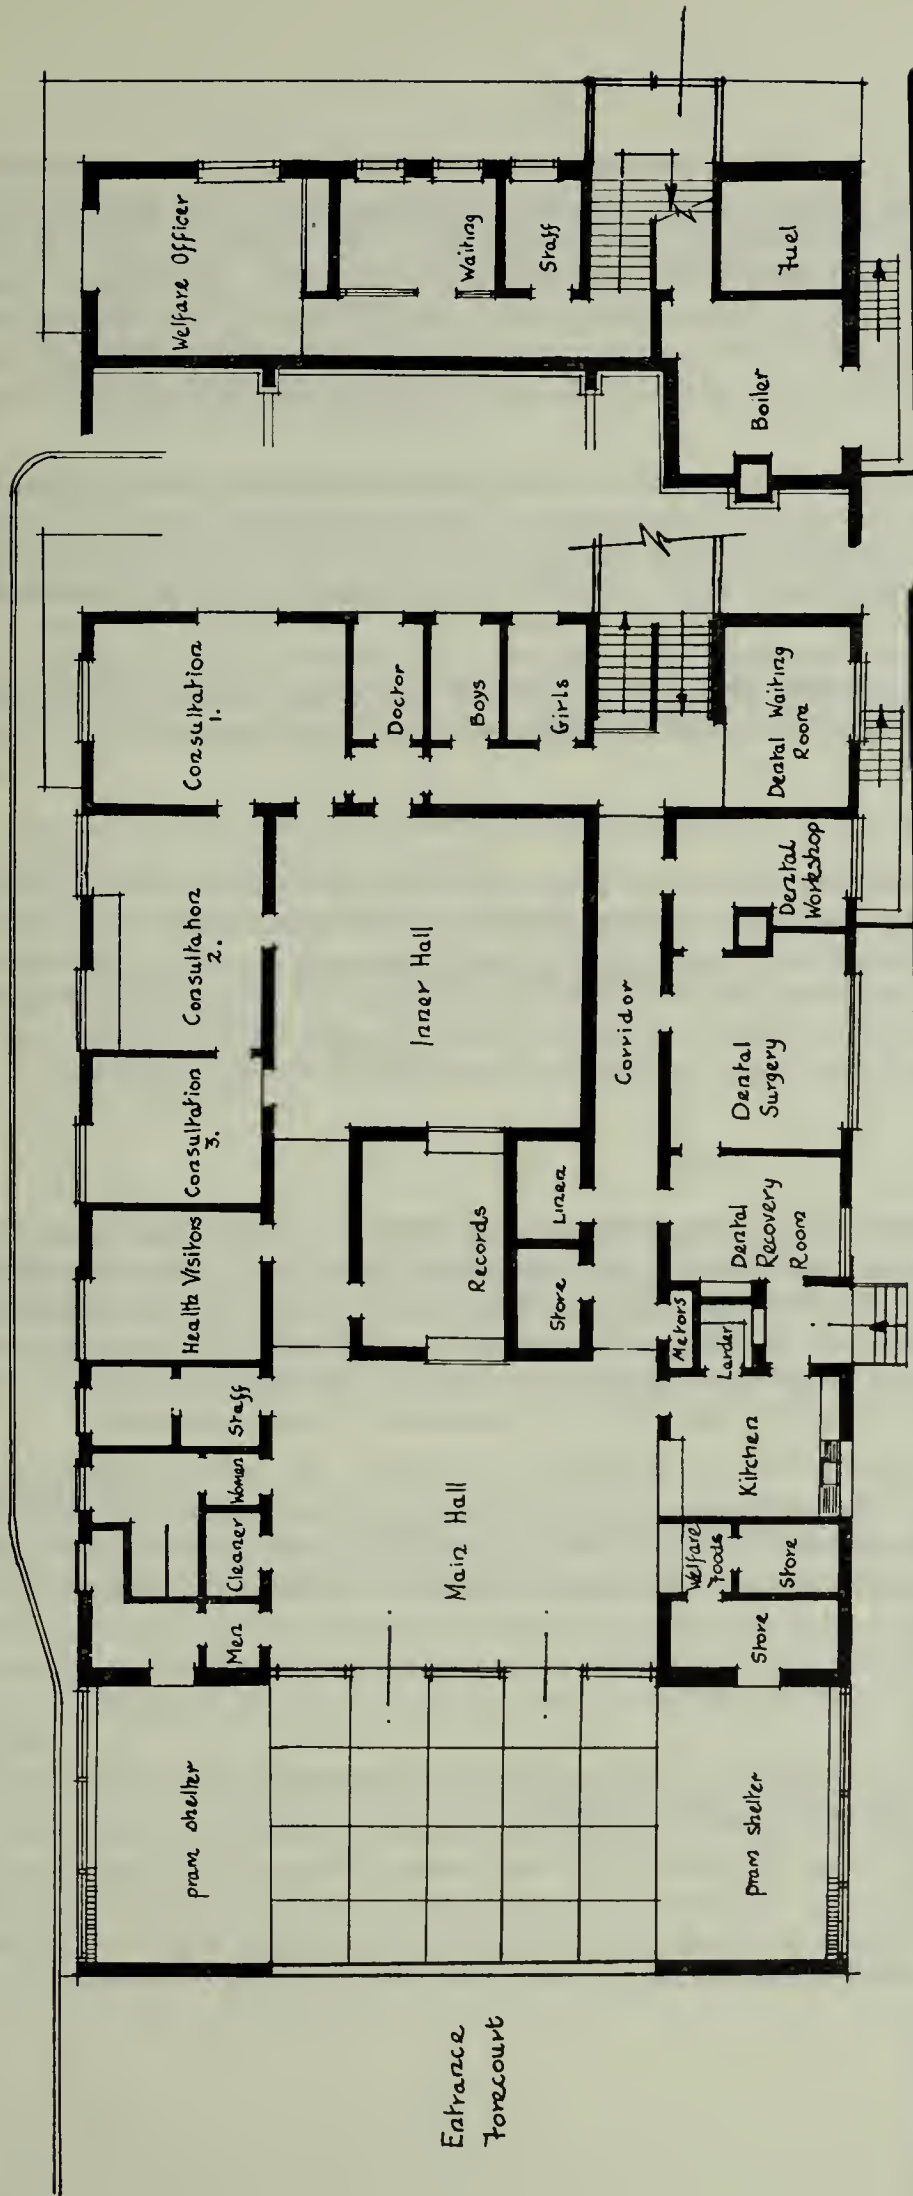 pram shelter
Men
Cleaner
Women
Staff
Health Visitors
Consultation
3.
Consultation
2.
Consultation
1.
Welfare Officer
Entrance
Forecourt
Main Hall
Records
Store
Linen
Inner Hall
Doctor
Boys
Girls
Waiting
Staff
Corridor
pram shelter
Store
Welfare
Foods
Store
Kitchen
Metors
Larder
Dental
Recovery
Room
Dental
Surgery
Dental
Workshop
Dental Waiting
Room
Boiler
Fuel